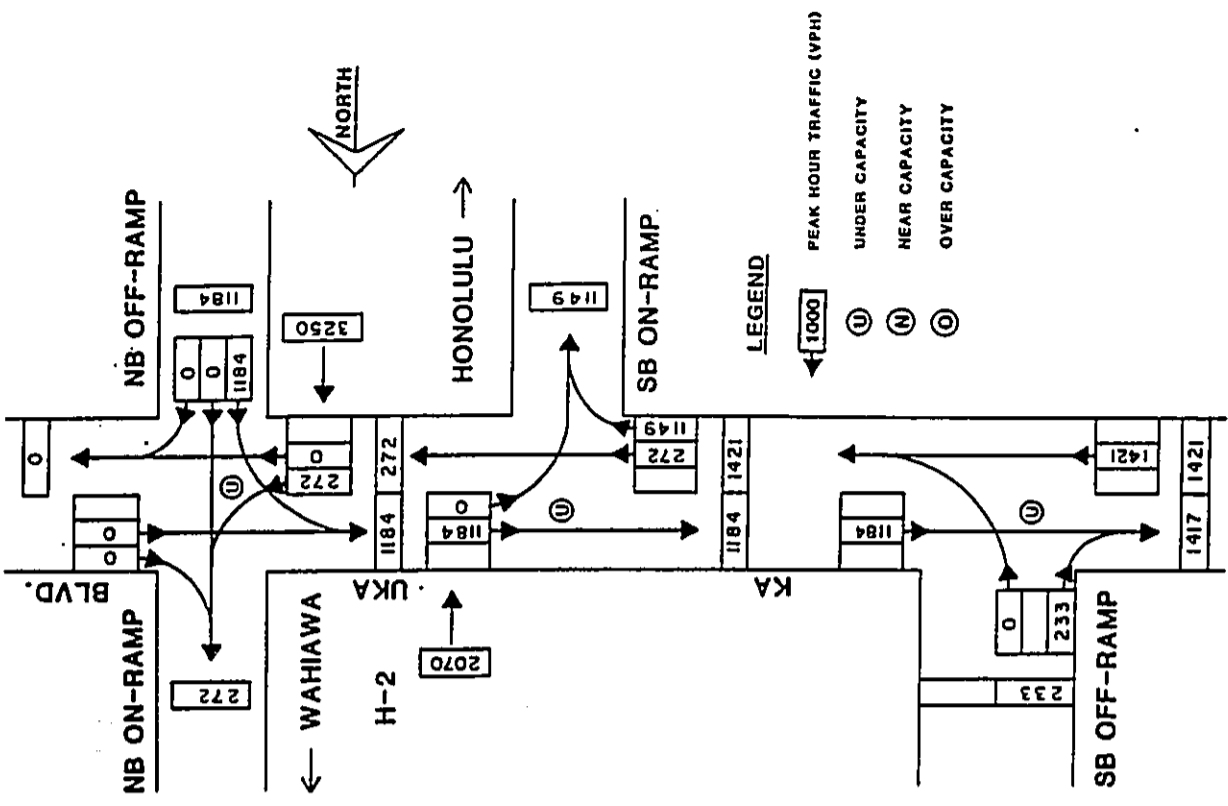 NB OFF-RAMP
NORTH
0
1184
0
0
1184
3250
HONOLULU →
1149
SB ON-RAMP
LEGEND
1000
PEAK HOUR TRAFFIC (VPH)
U
UNDER CAPACITY
N
NEAR CAPACITY
O
OVER CAPACITY
BLVD.
0
0
U
272
0
1184
272
UKA
1184
0
U
272
1149
1184
1421
KA
1184
U
1421
1417
1421
NB ON-RAMP
272
← WAHIAWA
H-2
2070
0
233
233
SB OFF-RAMP